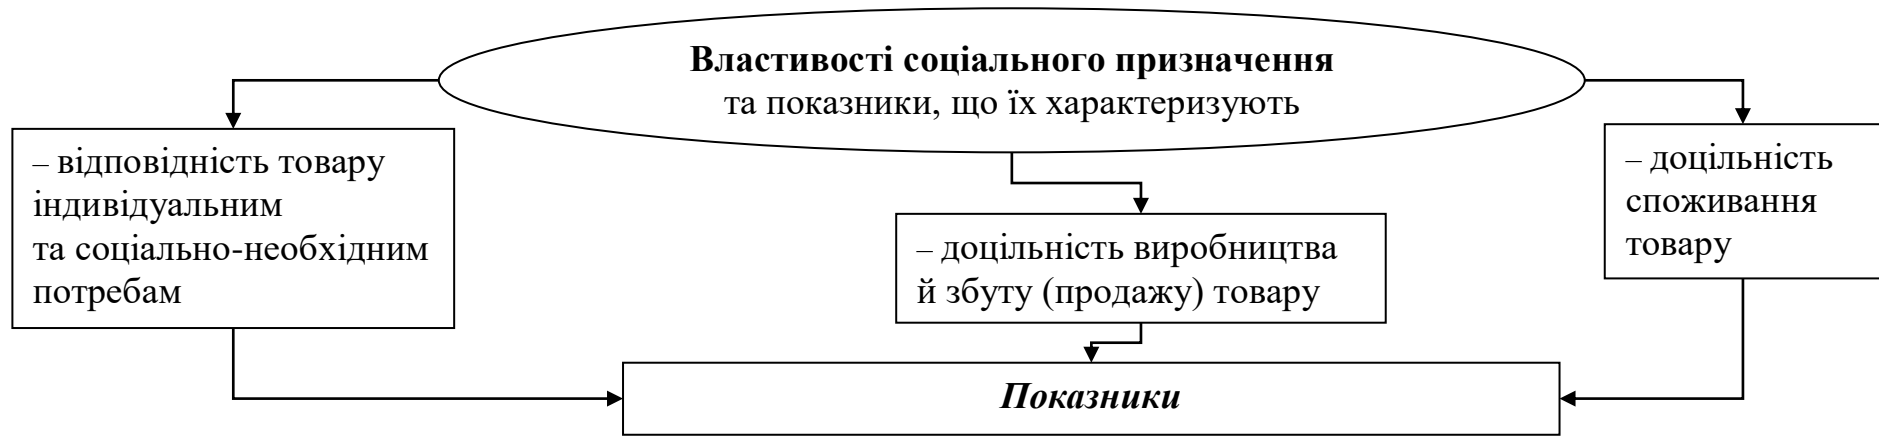 Властивості соціального призначення
та показники, що їх характеризують
– відповідність товару
індивідуальним
та соціально-необхідним
потребам
– доцільність виробництва
й збуту (продажу) товару
– доцільність
споживання
товару
Показники